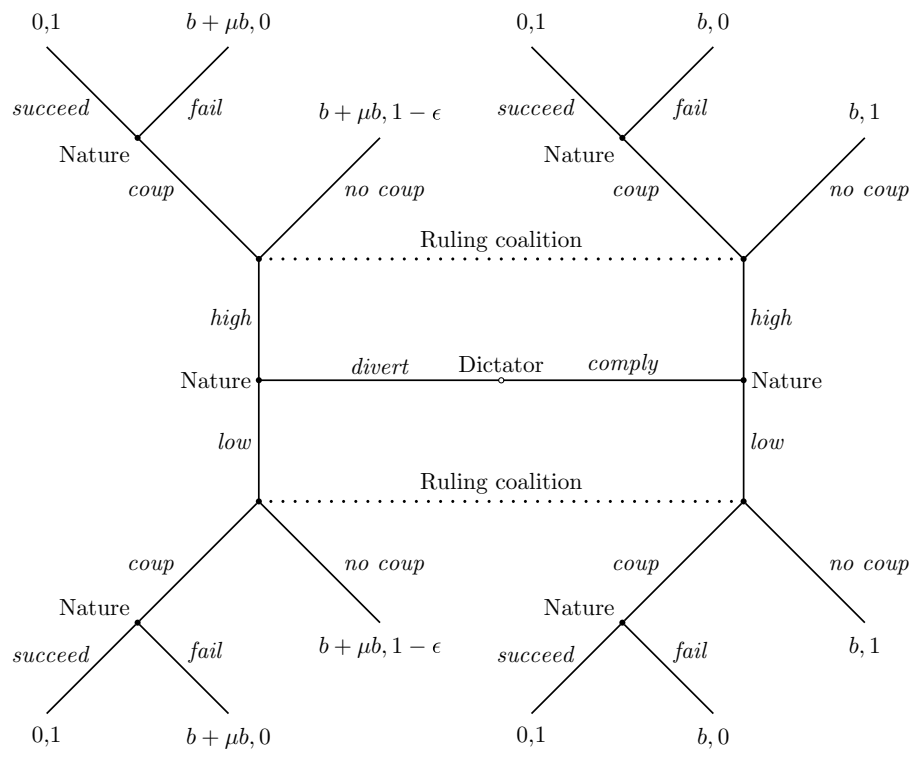 0,1
b + μb, 0
0,1
b, 0
succeed
fail
b + μb, 1 − ϵ
succeed
fail
b, 1
Nature
Nature
coup
no coup
coup
no coup
Ruling coalition
high
high
divert
Dictator
comply
Nature
Nature
low
low
Ruling coalition
coup
no coup
coup
no coup
Nature
Nature
succeed
fail
b + μb, 1 − ϵ
succeed
fail
b, 1
0,1
b + μb, 0
0,1
b, 0